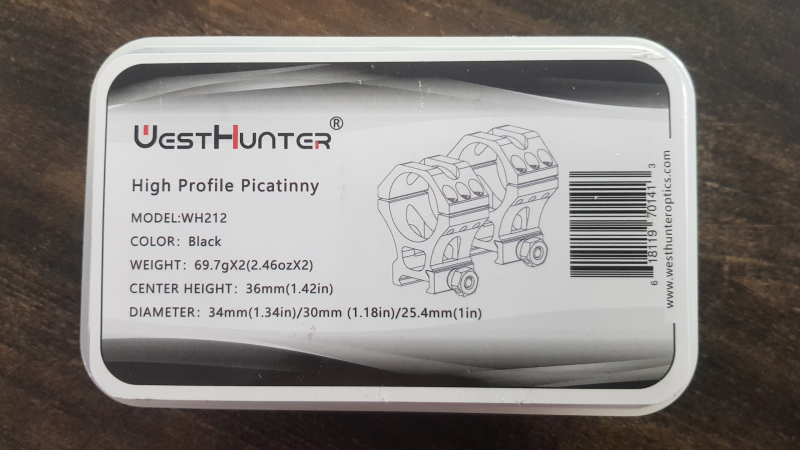 WESTHUNTER®
High Profile Picatinny
MODEL:WH212
COLOR: Black
WEIGHT: 69.7gX2(2.46ozX2)
CENTER HEIGHT: 36mm(1.42in)
DIAMETER: 34mm(1.34in)/30mm (1.18in)/25.4mm(1in)
6 18119 70141 3
www.westhunteroptics.com